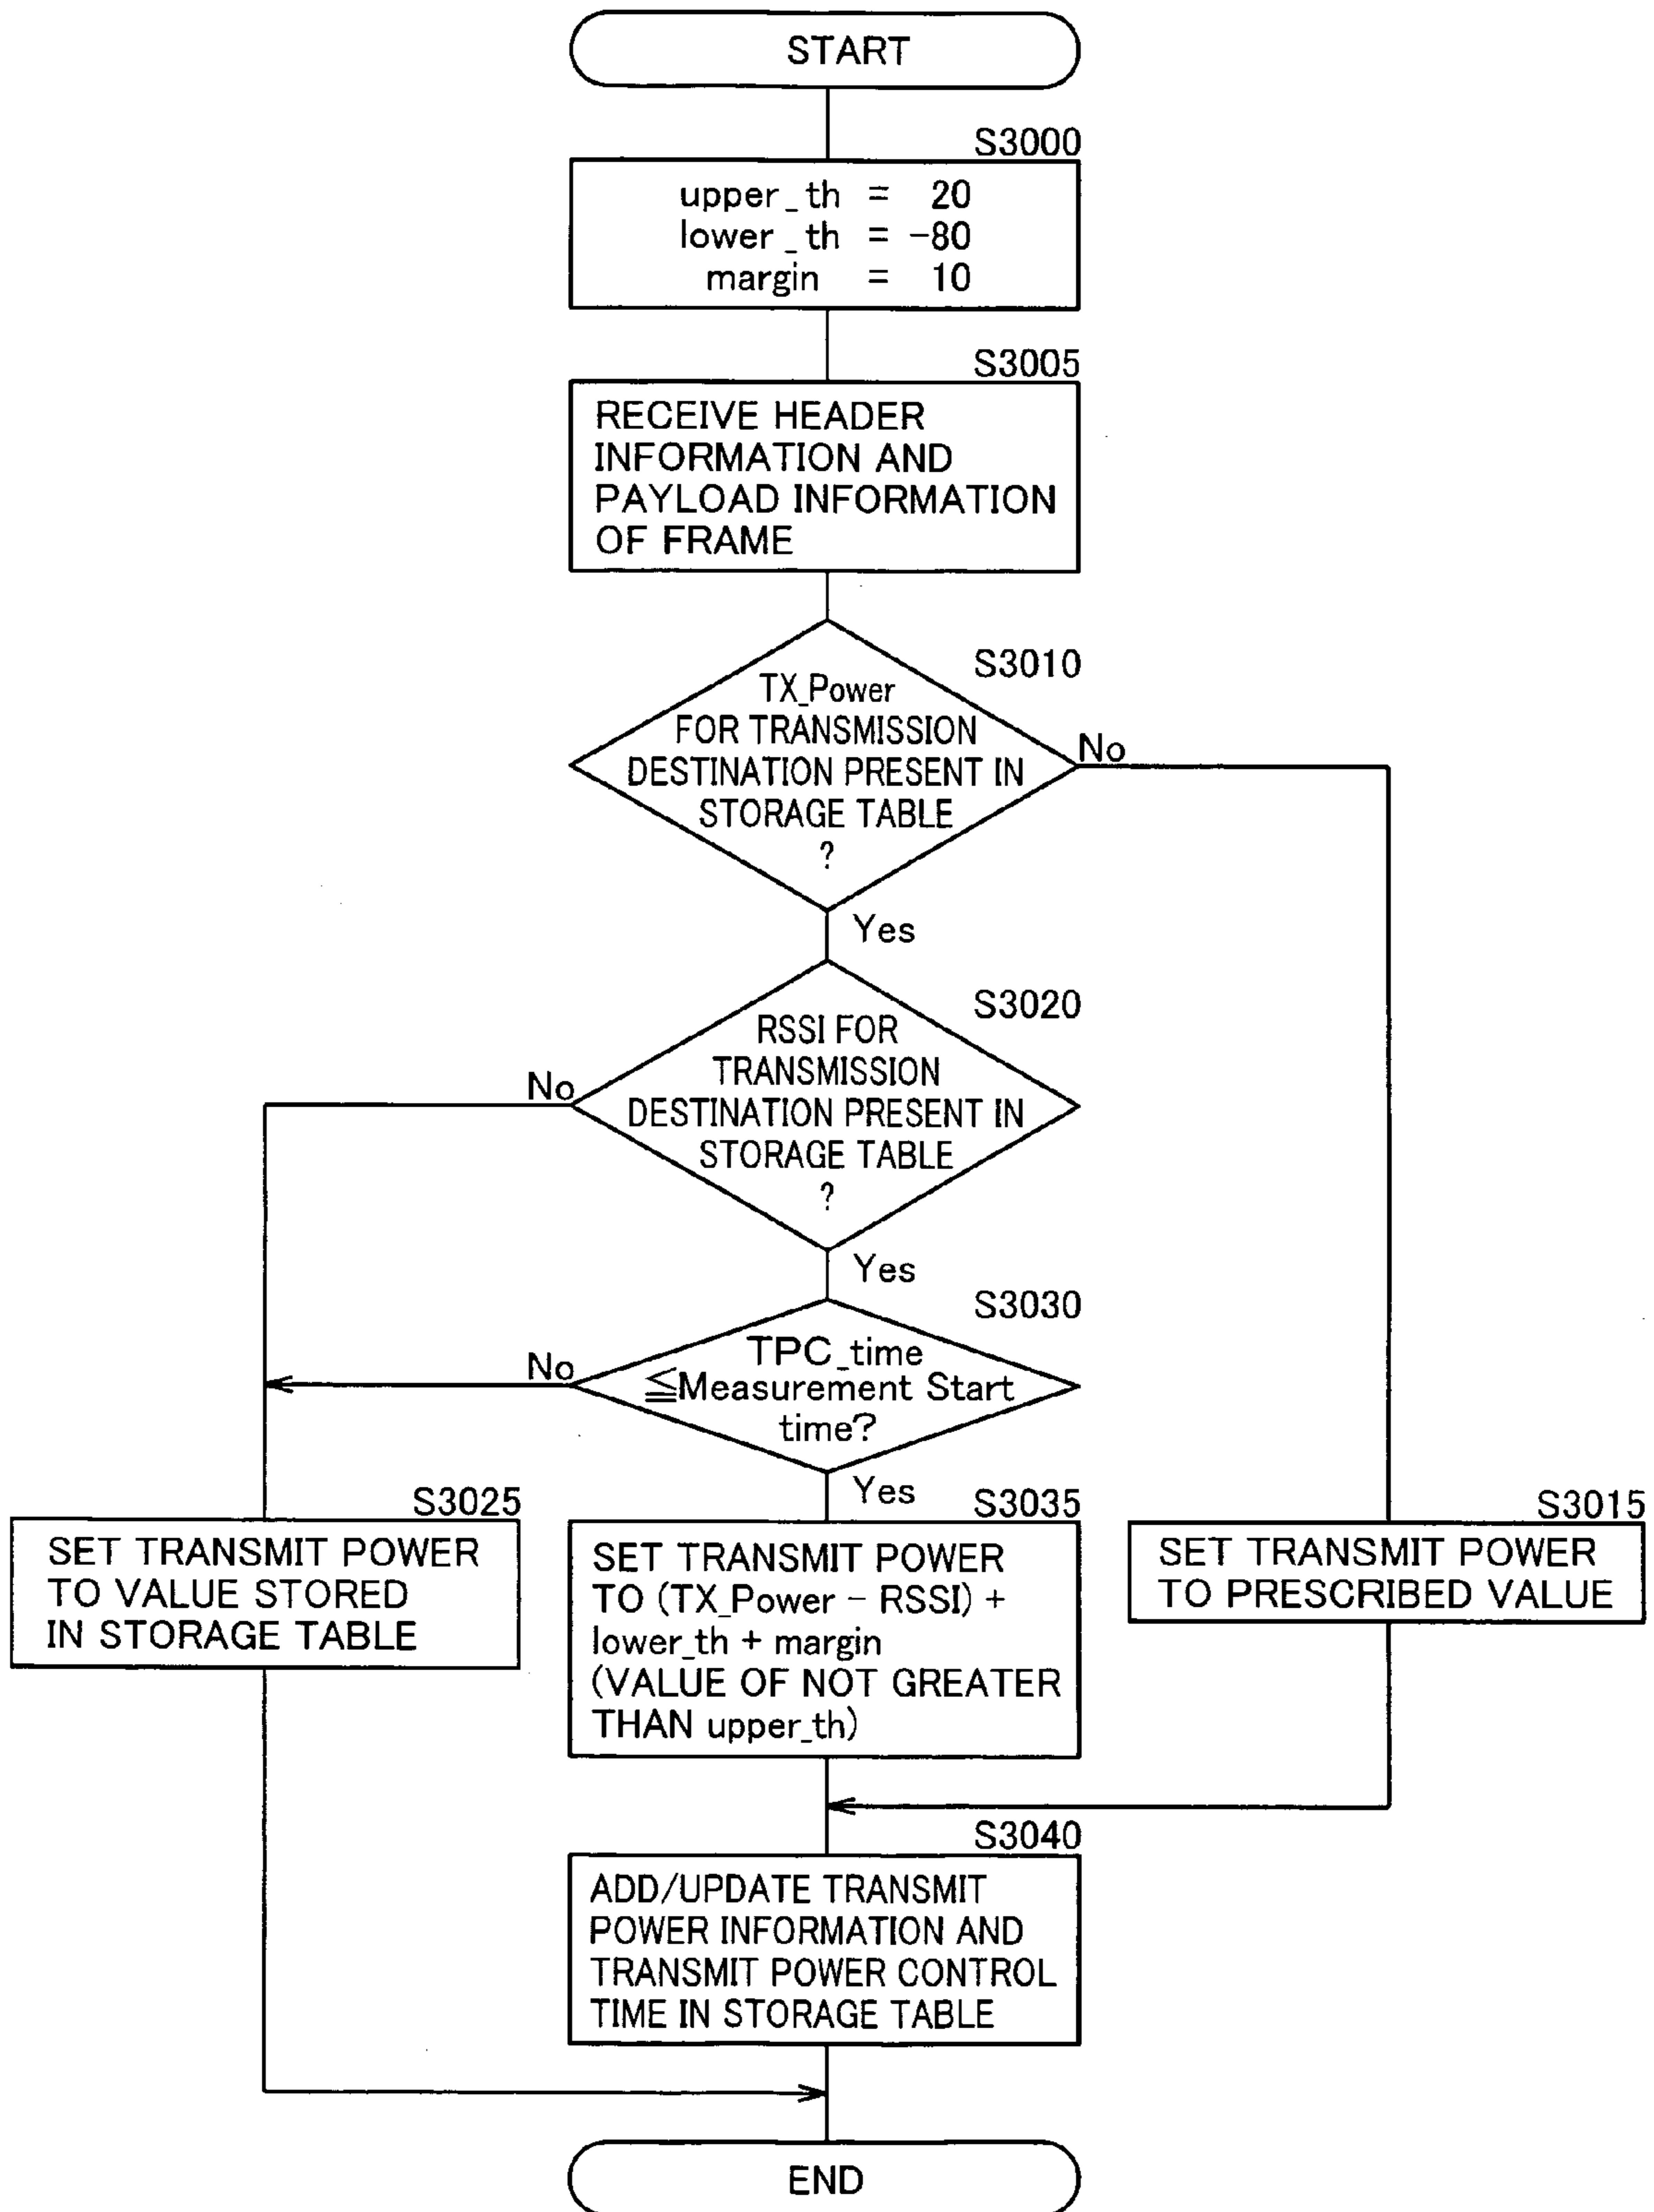 START
S3000
upper_th = 20
lower_th = -80
margin = 10
S3005
RECEIVE HEADER
INFORMATION AND
PAYLOAD INFORMATION
OF FRAME
S3010
TX_Power
FOR TRANSMISSION
DESTINATION PRESENT IN
STORAGE TABLE
?
No
Yes
S3020
RSSI FOR
TRANSMISSION
DESTINATION PRESENT IN
STORAGE TABLE
?
No
Yes
S3030
TPC_time
≦Measurement Start
time?
No
Yes
S3025
SET TRANSMIT POWER
TO VALUE STORED
IN STORAGE TABLE
S3035
SET TRANSMIT POWER
TO (TX_Power - RSSI) +
lower_th + margin
(VALUE OF NOT GREATER
THAN upper_th)
S3015
SET TRANSMIT POWER
TO PRESCRIBED VALUE
S3040
ADD/UPDATE TRANSMIT
POWER INFORMATION AND
TRANSMIT POWER CONTROL
TIME IN STORAGE TABLE
END